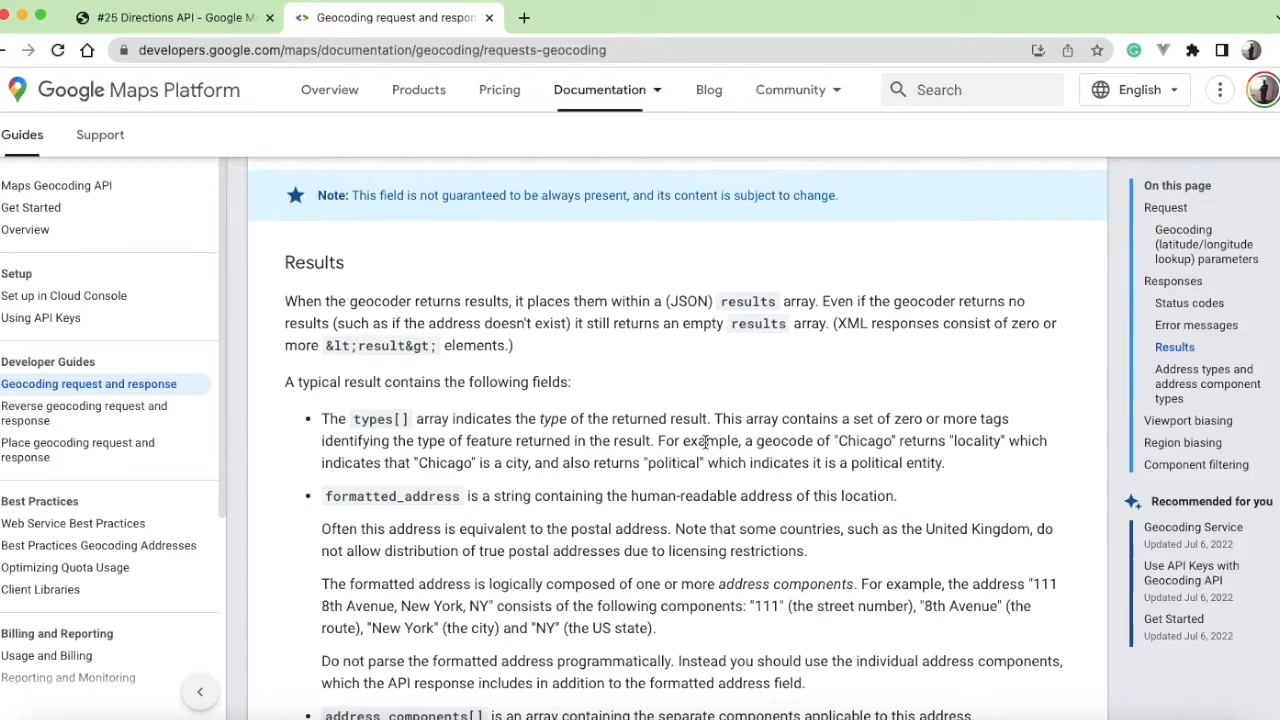 #25 Directions API - Google M
Geocoding request and respon
developers.google.com/maps/documentation/geocoding/requests-geocoding
Google Maps Platform
Overview
Products
Pricing
Documentation
Blog
Community
Search
English
Guides
Support
Maps Geocoding API
Get Started
Overview
Setup
Set up in Cloud Console
Using API Keys
Developer Guides
Geocoding request and response
Reverse geocoding request and
response
Place geocoding request and
response
Best Practices
Web Service Best Practices
Best Practices Geocoding Addresses
Optimizing Quota Usage
Client Libraries
Billing and Reporting
Usage and Billing
Reporting and Monitoring
Note: This field is not guaranteed to be always present, and its content is subject to change.
Results
When the geocoder returns results, it places them within a (JSON) results array. Even if the geocoder returns no
results (such as if the address doesn't exist) it still returns an empty results array. (XML responses consist of zero or
more &lt;result&gt; elements.)
A typical result contains the following fields:
• The types[] array indicates the type of the returned result. This array contains a set of zero or more tags
identifying the type of feature returned in the result. For example, a geocode of "Chicago" returns "locality" which
indicates that "Chicago" is a city, and also returns "political" which indicates it is a political entity.
• formatted_address is a string containing the human-readable address of this location.
Often this address is equivalent to the postal address. Note that some countries, such as the United Kingdom, do
not allow distribution of true postal addresses due to licensing restrictions.
The formatted address is logically composed of one or more address components. For example, the address "111
8th Avenue, New York, NY" consists of the following components: "111" (the street number), "8th Avenue" (the
route), "New York" (the city) and "NY" (the US state).
Do not parse the formatted address programmatically. Instead you should use the individual address components,
which the API response includes in addition to the formatted address field.
• address_components[] is an array containing the separate components applicable to this address.
On this page
Request
Geocoding
(latitude/longitude
lookup) parameters
Responses
Status codes
Error messages
Results
Address types and
address component
types
Viewport biasing
Region biasing
Component filtering
Recommended for you
Geocoding Service
Updated Jul 6, 2022
Use API Keys with
Geocoding API
Updated Jul 6, 2022
Get Started
Updated Jul 6, 2022